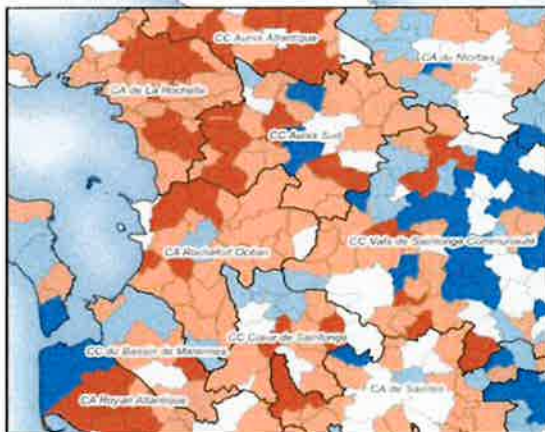 CC Aunis Atlantique
CA du Niortais
CA de La Rochelle
CC Aunis Sud
CA Rochefort Océan
CC Vals de Saintonge Communauté
CC Cœur de Saintonge
CC du Bassin de Marennes
CA Royan Atlantique
CA de Saintes